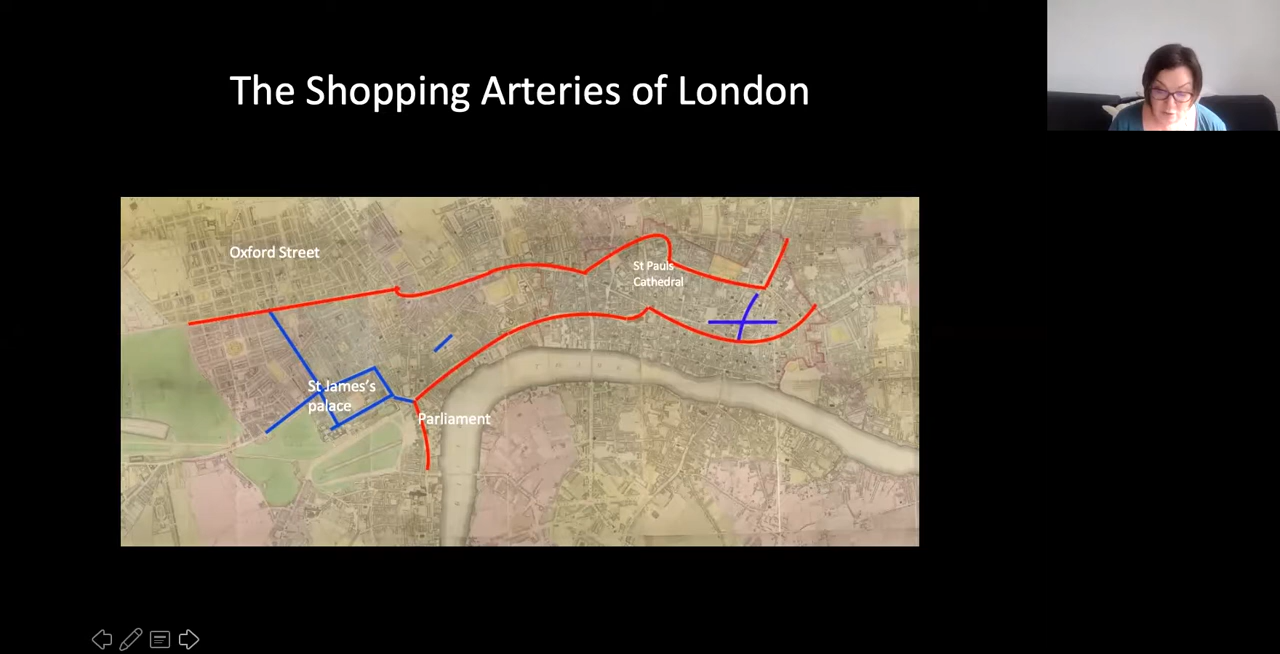 The Shopping Arteries of London
Oxford Street
St Pauls
Cathedral
St James's
palace
Parliament